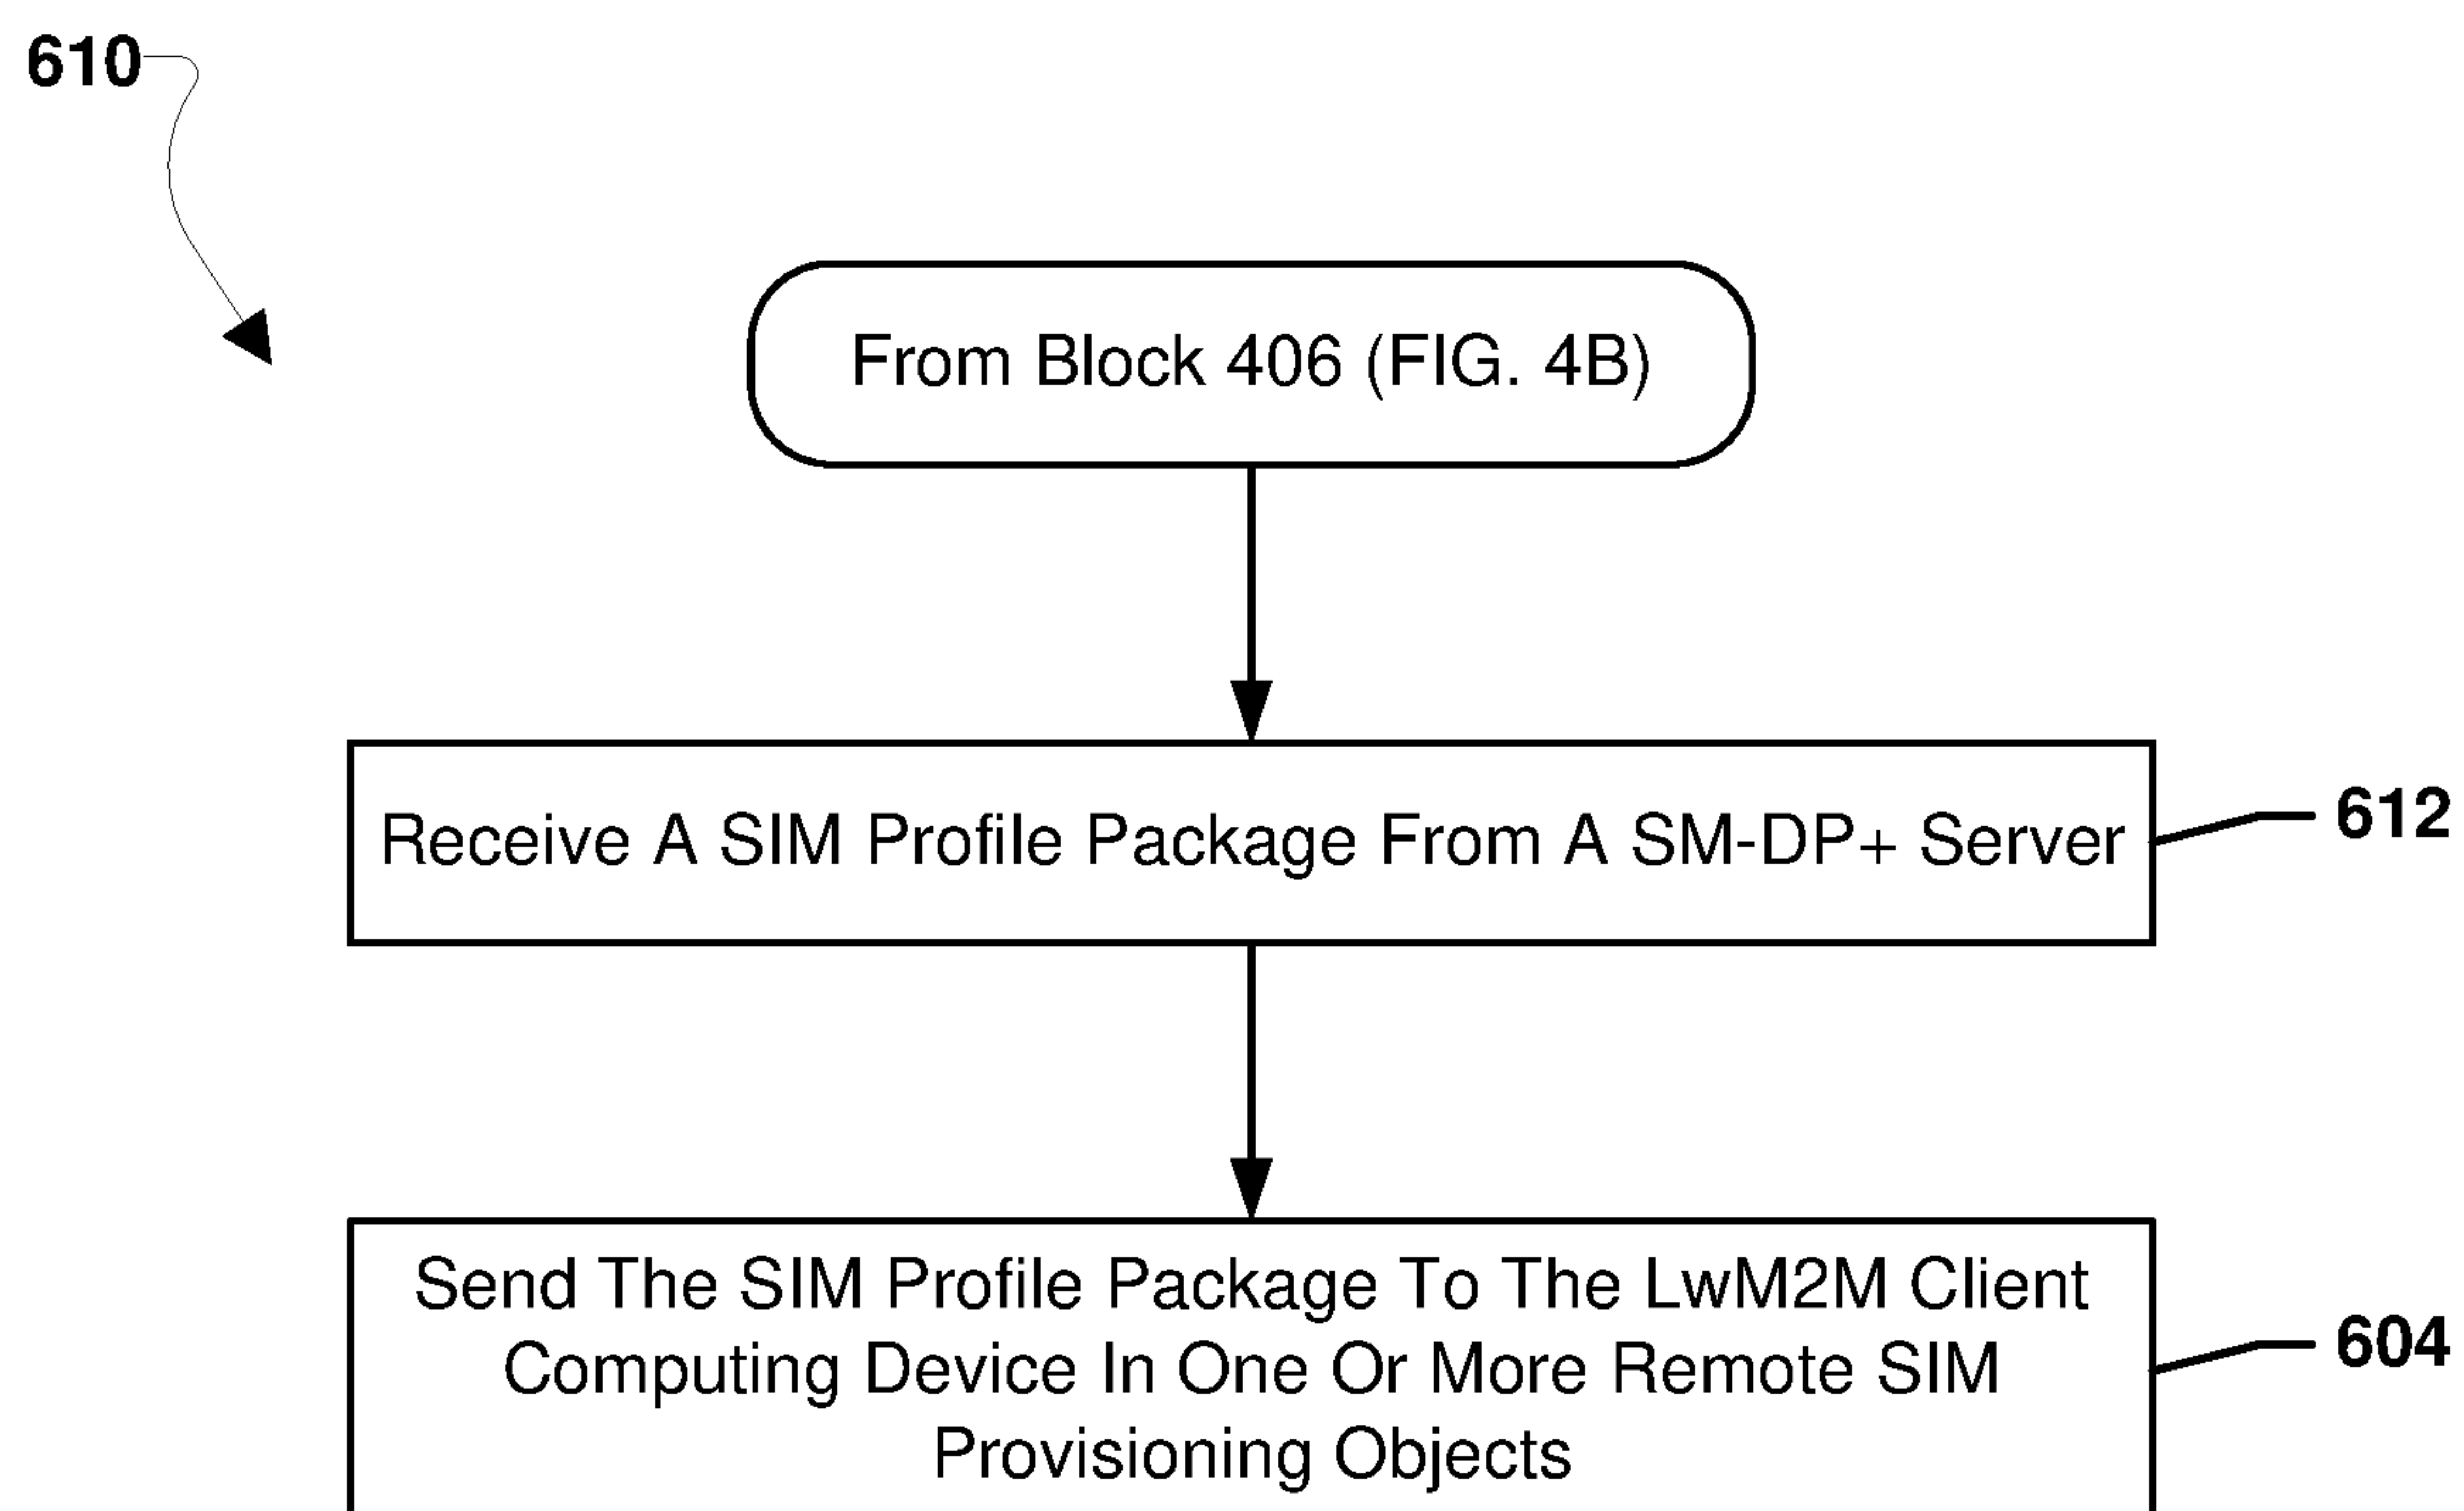 610
From Block 406 (FIG. 4B)
Receive A SIM Profile Package From A SM-DP+ Server
612
Send The SIM Profile Package To The LwM2M Client
Computing Device In One Or More Remote SIM
Provisioning Objects
604